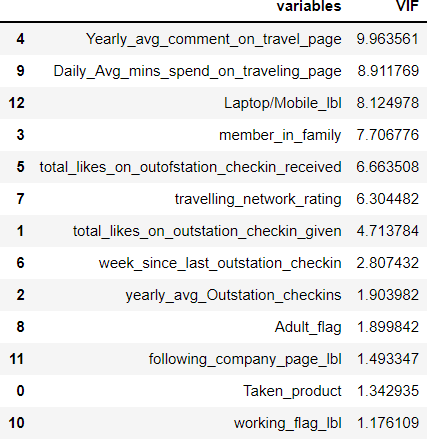 variables VIF
4 Yearly_avg_comment_on_travel_page 9.963561
9 Daily_Avg_mins_spend_on_traveling_page 8.911769
12 Laptop/Mobile_lbl 8.124978
3 member_in_family 7.706776
5 total_likes_on_outofstation_checkin_received 6.663508
7 travelling_network_rating 6.304482
1 total_likes_on_outstation_checkin_given 4.713784
6 week_since_last_outstation_checkin 2.807432
2 yearly_avg_Outstation_checkins 1.903982
8 Adult_flag 1.899842
11 following_company_page_lbl 1.493347
0 Taken_product 1.342935
10 working_flag_lbl 1.176109